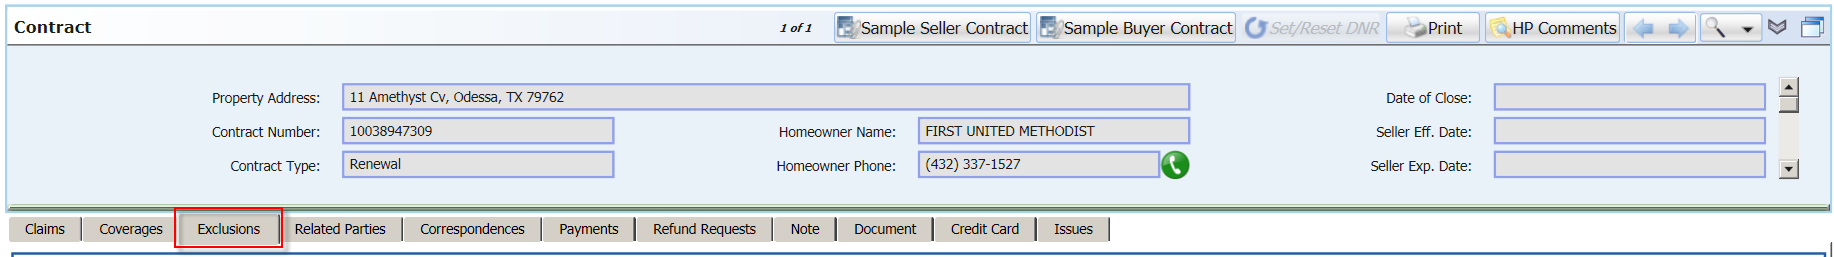 Contract 1 of 1 Sample Seller Contract Sample Buyer Contract Set/Reset DNR Print HP Comments
Property Address: 11 Amethyst Cv, Odessa, TX 79762 Date of Close:
Contract Number: 10038947309 Homeowner Name: FIRST UNITED METHODIST Seller Eff. Date:
Contract Type: Renewal Homeowner Phone: (432) 337-1527 Seller Exp. Date:
Claims Coverages Exclusions Related Parties Correspondences Payments Refund Requests Note Document Credit Card Issues